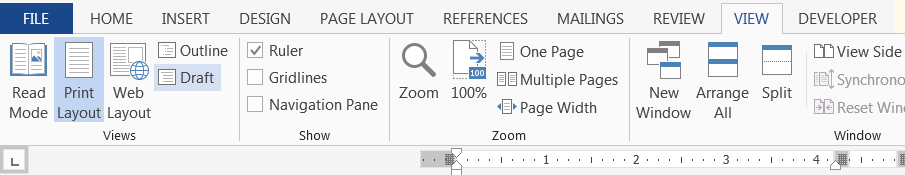 FILE HOME INSERT DESIGN PAGE LAYOUT REFERENCES MAILINGS REVIEW VIEW DEVELOPER
Read Mode
Print Layout
Web Layout
Outline
Draft
Views
Ruler
Gridlines
Navigation Pane
Show
Zoom
100%
100
One Page
Multiple Pages
Page Width
Zoom
New Window
Arrange All
Split
View Side
Synchrono
Reset Win
Window
L
1 2 3 4